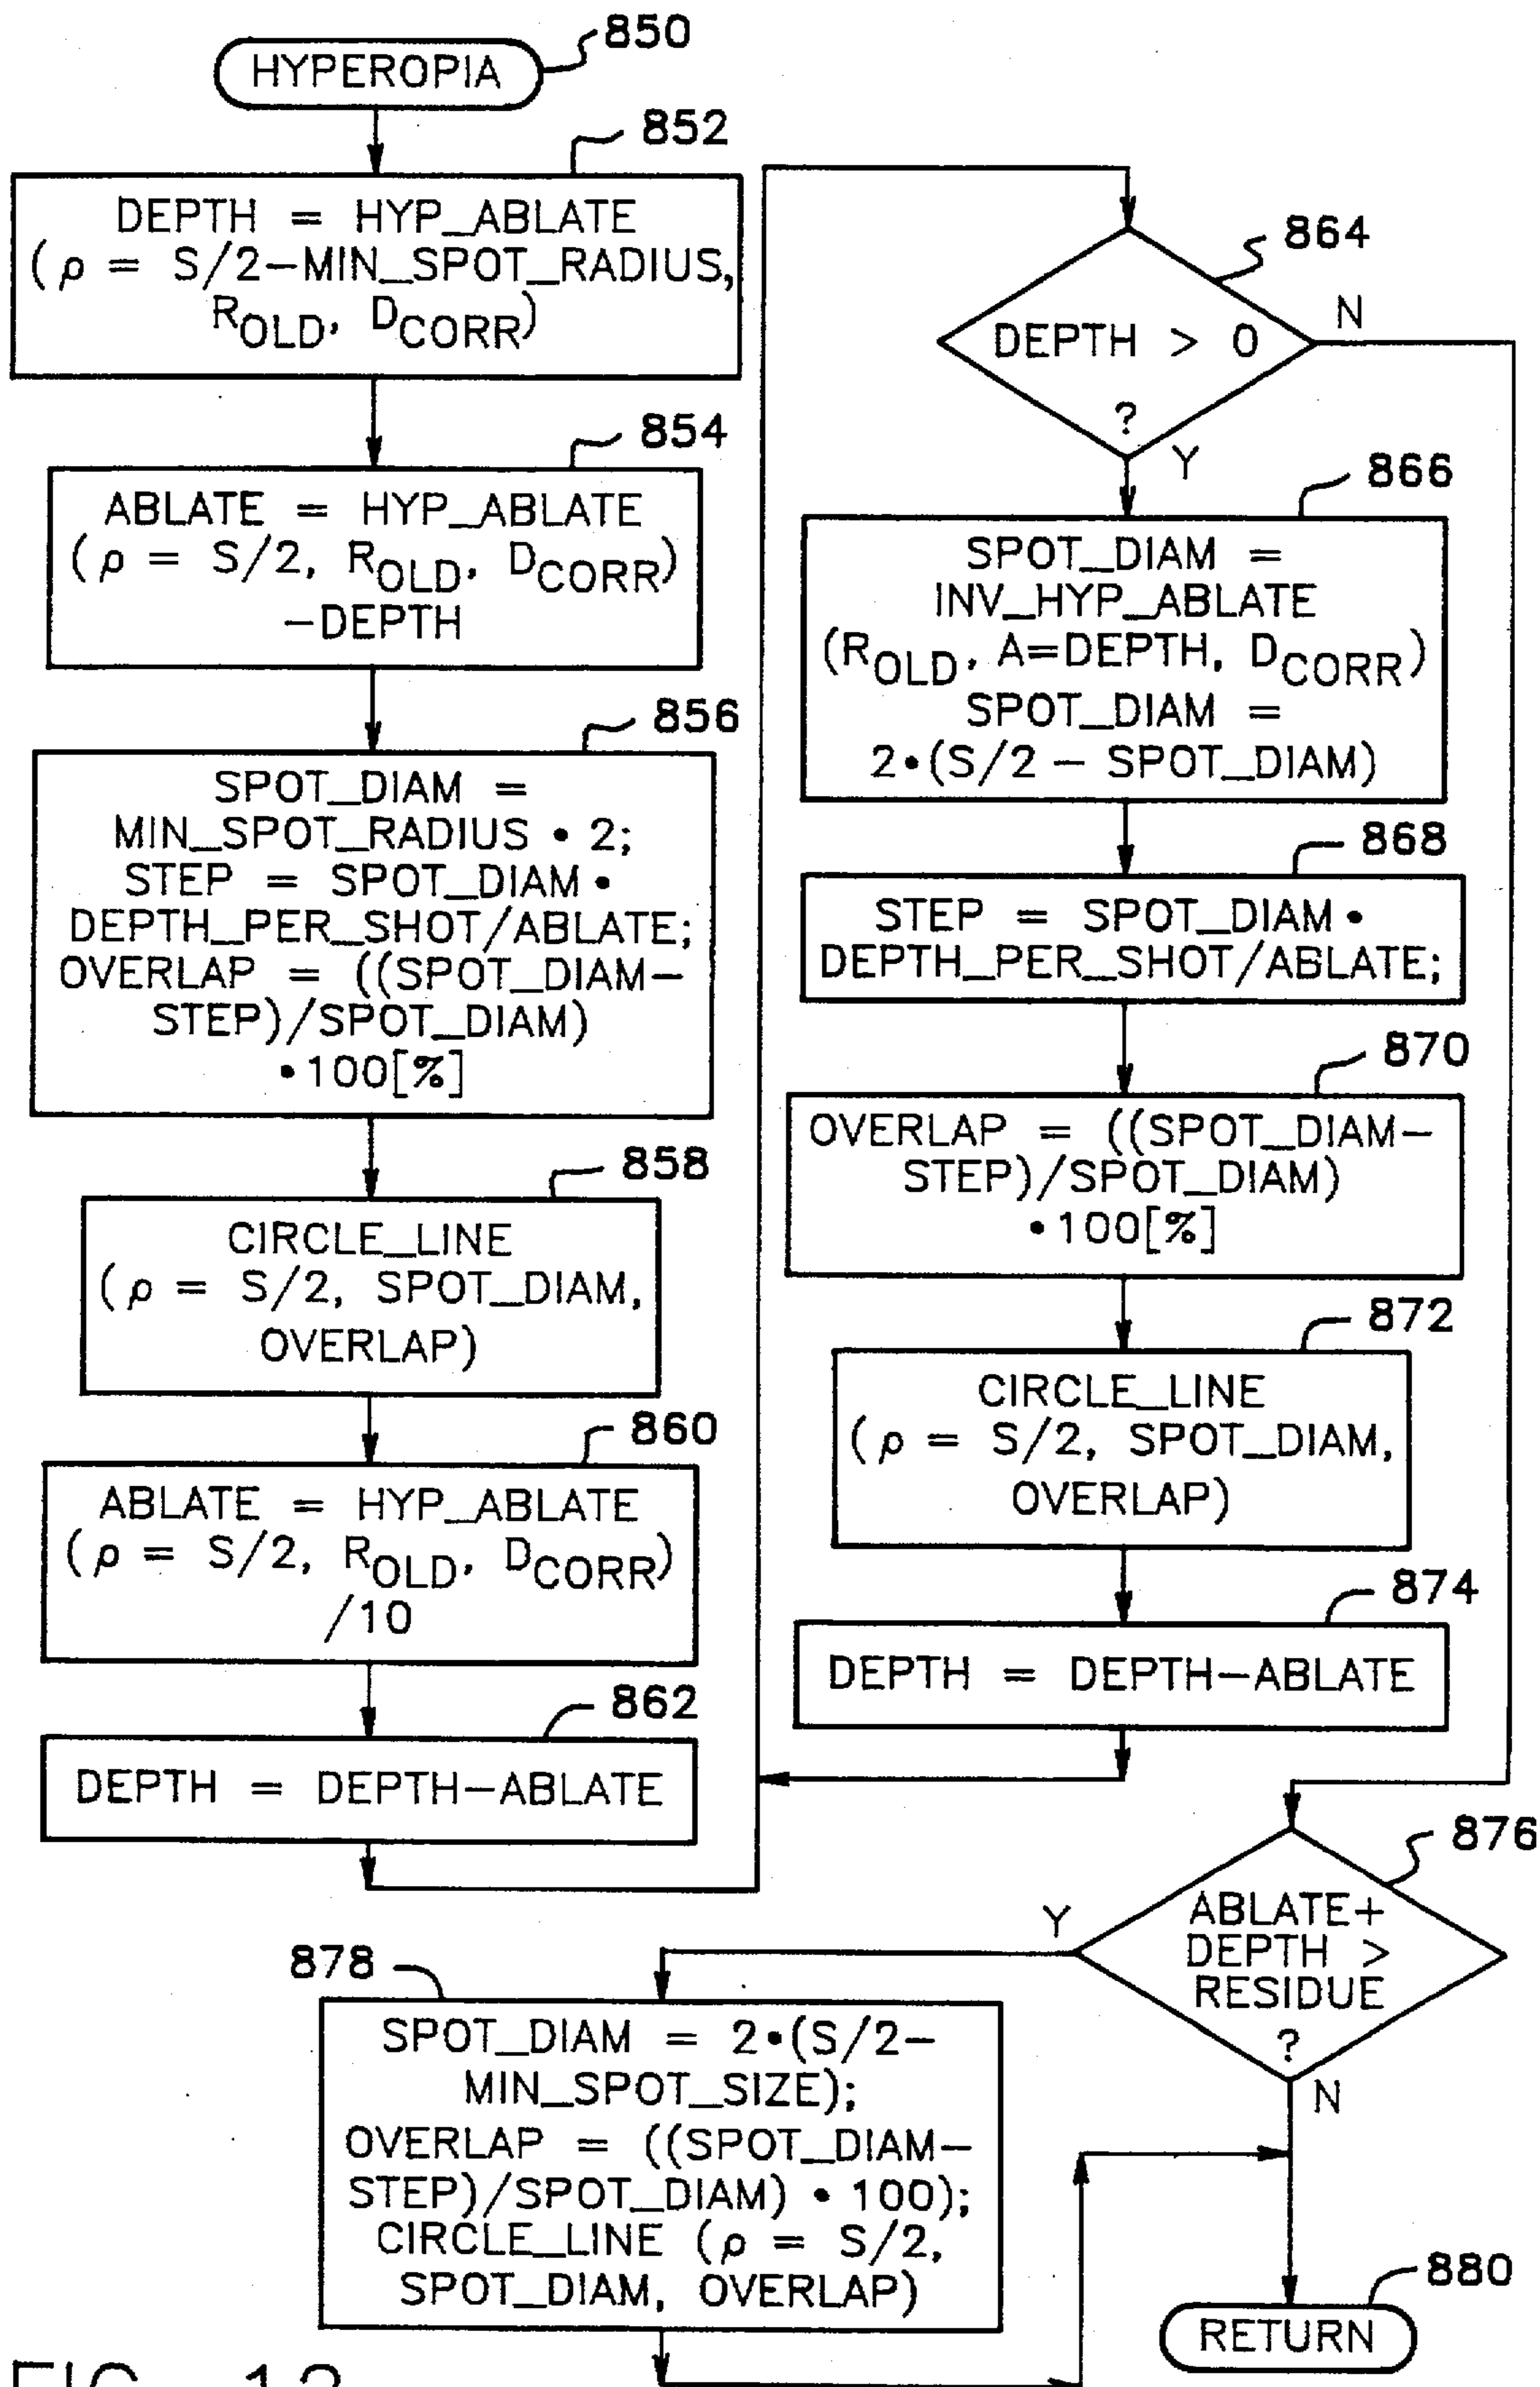 HYPEROPIA
850
852
DEPTH = HYP_ABLATE
(ρ = S/2-MIN_SPOT_RADIUS,
R_OLD, D_CORR)
854
ABLATE = HYP_ABLATE
(ρ = S/2, R_OLD, D_CORR)
-DEPTH
856
SPOT_DIAM =
MIN_SPOT_RADIUS • 2;
STEP = SPOT_DIAM •
DEPTH_PER_SHOT/ABLATE;
OVERLAP = ((SPOT_DIAM-
STEP)/SPOT_DIAM)
•100[%]
858
CIRCLE_LINE
(ρ = S/2, SPOT_DIAM,
OVERLAP)
860
ABLATE = HYP_ABLATE
(ρ = S/2, R_OLD, D_CORR)
/10
862
DEPTH = DEPTH-ABLATE
864
DEPTH > 0
?
N
Y
866
SPOT_DIAM =
INV_HYP_ABLATE
(R_OLD, A=DEPTH, D_CORR)
SPOT_DIAM =
2•(S/2 - SPOT_DIAM)
868
STEP = SPOT_DIAM •
DEPTH_PER_SHOT/ABLATE;
870
OVERLAP = ((SPOT_DIAM-
STEP)/SPOT_DIAM)
•100[%]
872
CIRCLE_LINE
(ρ = S/2, SPOT_DIAM,
OVERLAP)
874
DEPTH = DEPTH-ABLATE
876
ABLATE+
DEPTH >
RESIDUE
?
Y
N
878
SPOT_DIAM = 2•(S/2-
MIN_SPOT_SIZE);
OVERLAP = ((SPOT_DIAM-
STEP)/SPOT_DIAM) • 100);
CIRCLE_LINE (ρ = S/2,
SPOT_DIAM, OVERLAP)
880
RETURN
FIG.